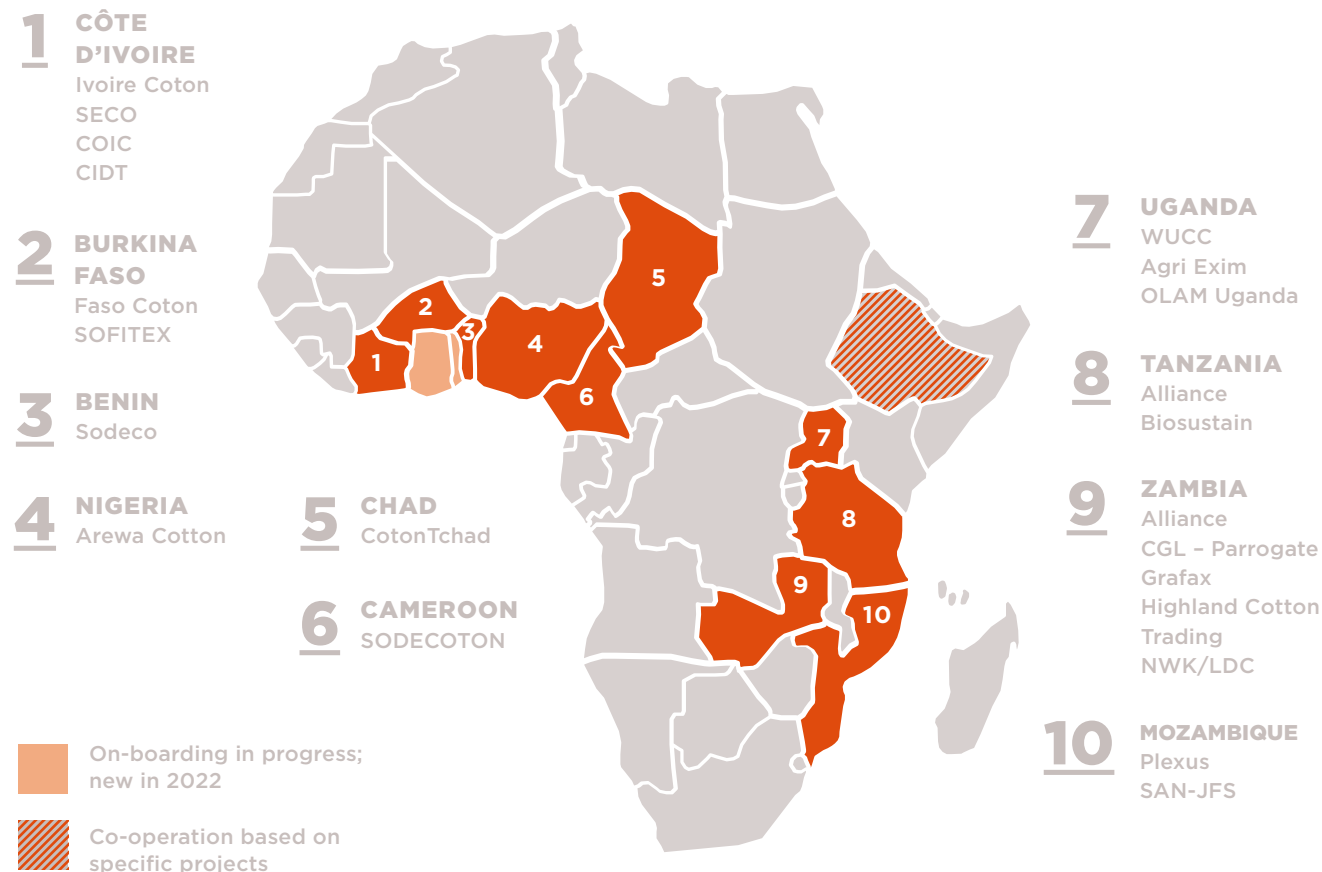 1
CÔTE
D'IVOIRE
Ivoire Coton
SECO
COIC
CIDT
2
BURKINA
FASO
Faso Coton
SOFITEX
3
BENIN
Sodeco
4
NIGERIA
Arewa Cotton
5
CHAD
CotonTchad
6
CAMEROON
SODECOTON
On-boarding in progress;
new in 2022
Co-operation based on
specific projects
1
2
3
4
5
6
7
8
9
10
7
UGANDA
WUCC
Agri Exim
OLAM Uganda
8
TANZANIA
Alliance
Biosustain
9
ZAMBIA
Alliance
CGL – Parrogate
Grafax
Highland Cotton
Trading
NWK/LDC
10
MOZAMBIQUE
Plexus
SAN-JFS